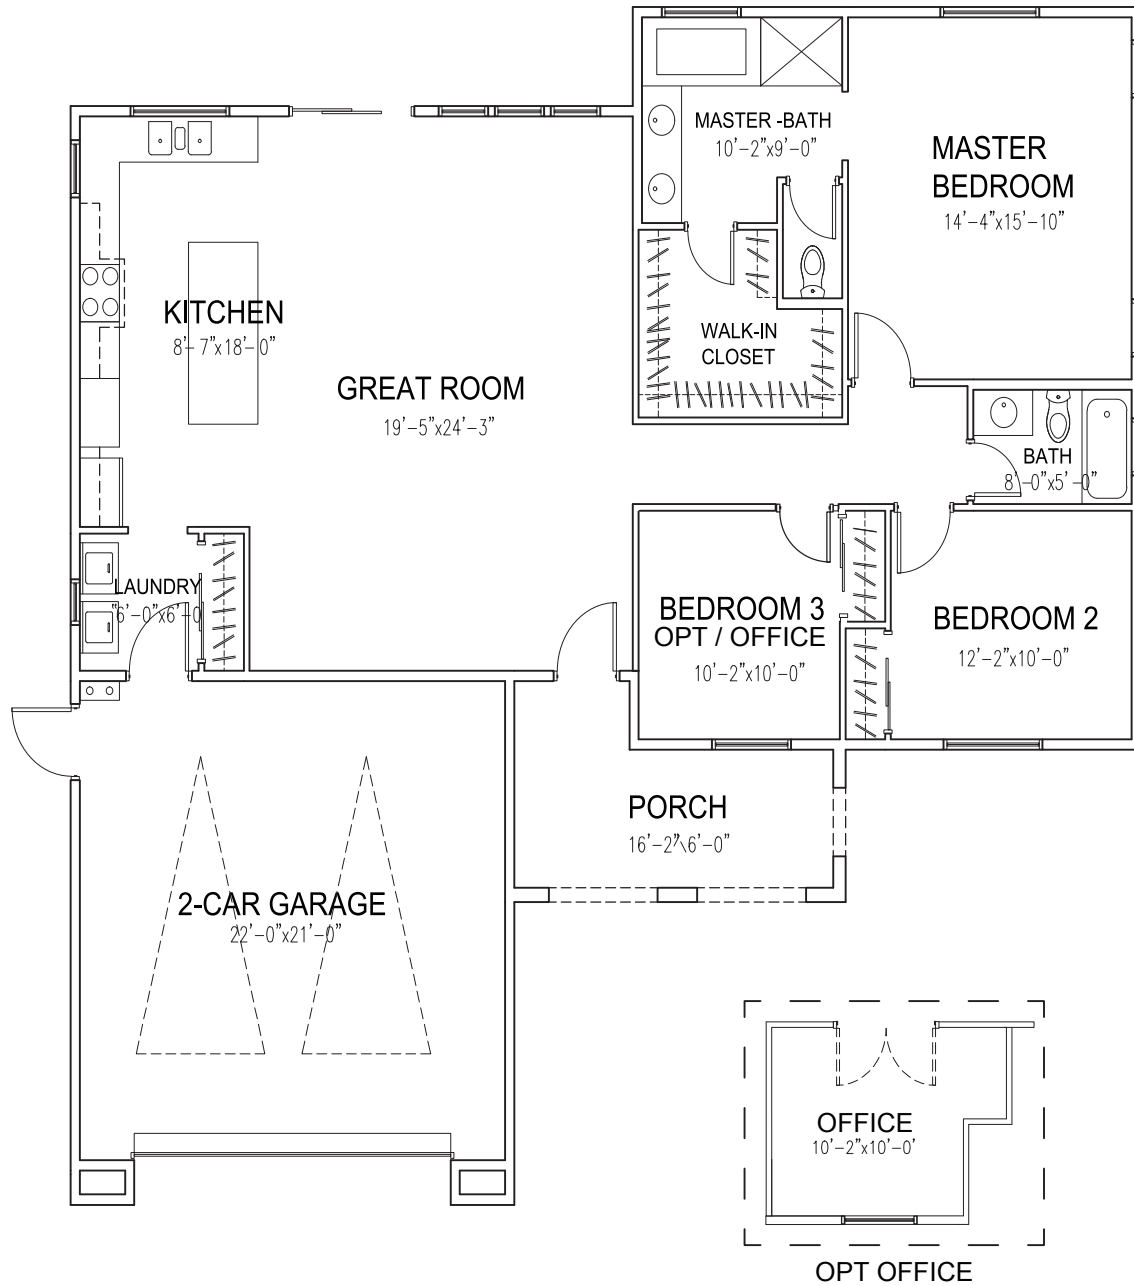 MASTER -BATH
10'-2"x9'-0"
MASTER
BEDROOM
14'-4"x15'-10"
KITCHEN
8'-7"x18'-0"
WALK-IN
CLOSET
GREAT ROOM
19'-5"x24'-3"
BATH
8'-0"x5'-0"
LAUNDRY
"6'-0"x6'-0
BEDROOM 3
OPT / OFFICE
10'-2"x10'-0"
BEDROOM 2
12'-2"x10'-0"
PORCH
16'-2"\6'-0"
2-CAR GARAGE
22'-0"x21'-0"
OFFICE
10'-2"x10'-0'
OPT OFFICE